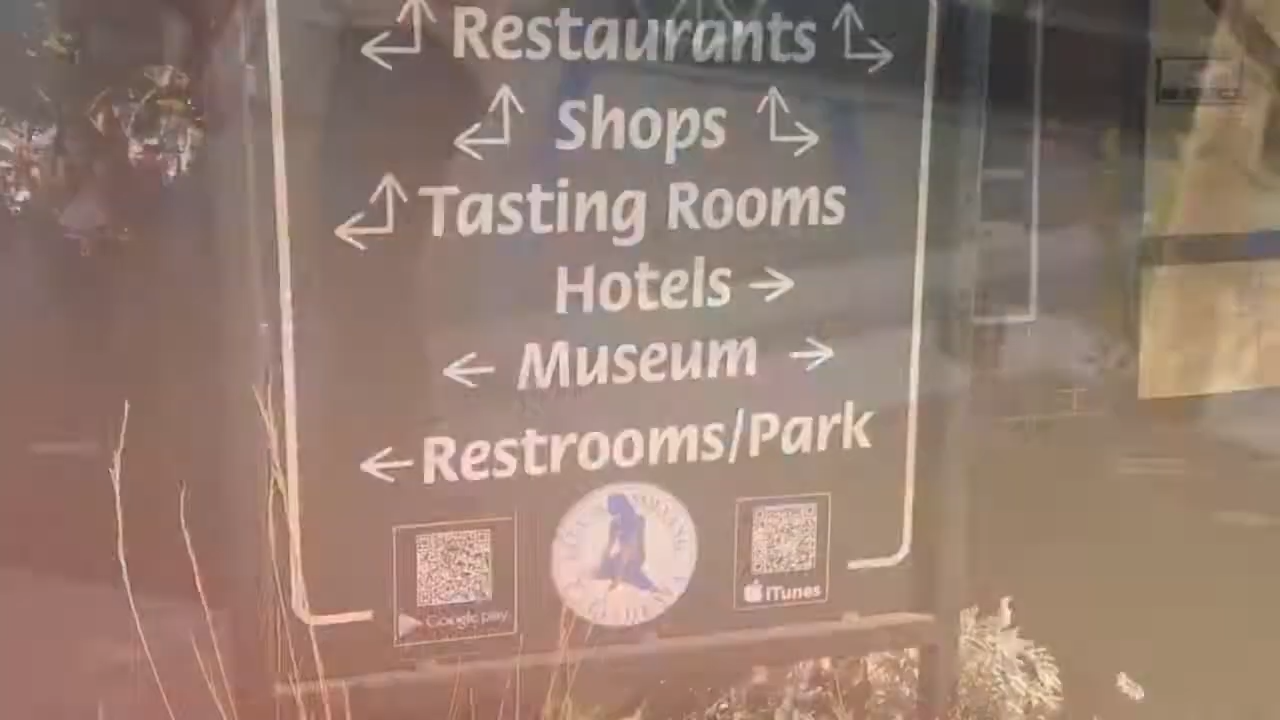 Restaurants
Shops
Tasting Rooms
Hotels
Museum
Restrooms/Park
Google play
iTunes